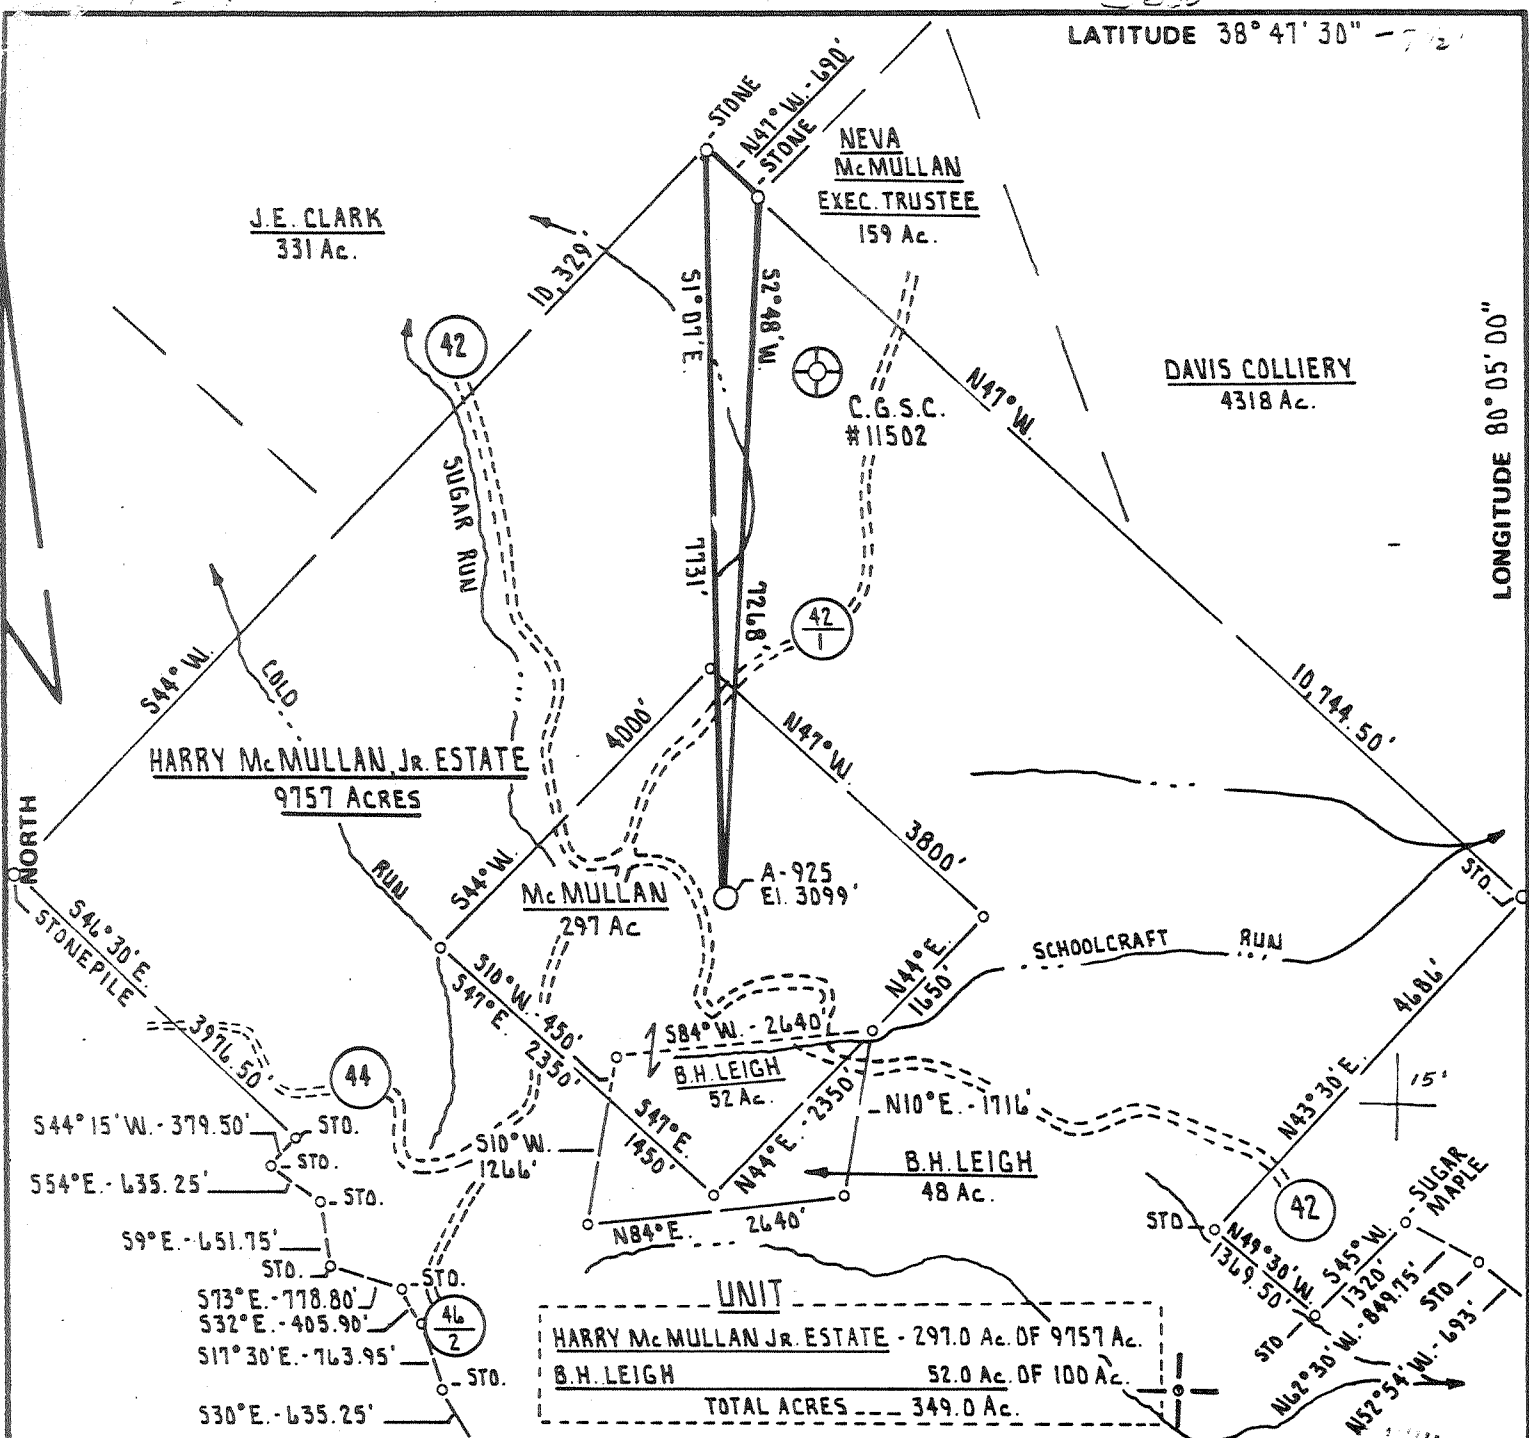 LATITUDE 38° 47' 30"
STONE
N47° W. - 690'
STONE
NEVA
McMULLAN
EXEC. TRUSTEE
159 Ac.
J.E. CLARK
331 Ac.
10,329'
S1° 07' E.
S2° 48' W.
42
C.G.S.C.
#11502
N47° W.
DAVIS COLLIERY
4318 Ac.
LONGITUDE 80° 05' 00"
SUGAR RUN
7731'
7268'
42
1
S44° W.
COLD
4000'
N47° W.
10,744.50'
HARRY McMULLAN, Jr. ESTATE
9757 ACRES
NORTH
RUN
S44° W.
3800'
A-925
El. 3099'
McMULLAN
297 Ac
STO.
S46° 30' E.
STONEPILE
3976.50'
S10° W. - 450'
S47° E.
2350'
N44° E.
1650'
SCHOOLCRAFT RUN
4686'
S84° W. - 2640'
B.H. LEIGH
52 Ac.
N44° E. - 2350'
N10° E. - 1716'
N43° 30' E.
15'
44
S44° 15' W. - 379.50'
STO.
STO.
S54° E. - 635.25'
STO.
S9° E. - 651.75'
STO.
S73° E. - 778.80'
STO.
S32° E. - 405.90'
S17° 30' E. - 763.95'
46
2
STO.
S30° E. - 635.25'
S10° W.
1266'
S47° E.
1450'
B.H. LEIGH
48 Ac.
N84° E. 2640'
42
SUGAR
MAPLE
STO
N49° 30' W.
1369.50'
S45° W.
1320'
STO
N62° 30' W. - 849.75'
STO
N52° 54' W. - 693'
UNIT
HARRY McMULLAN Jr. ESTATE - 297.0 Ac. OF 9757 Ac.
B.H. LEIGH 52.0 Ac. OF 100 Ac.
TOTAL ACRES ---- 349.0 Ac.